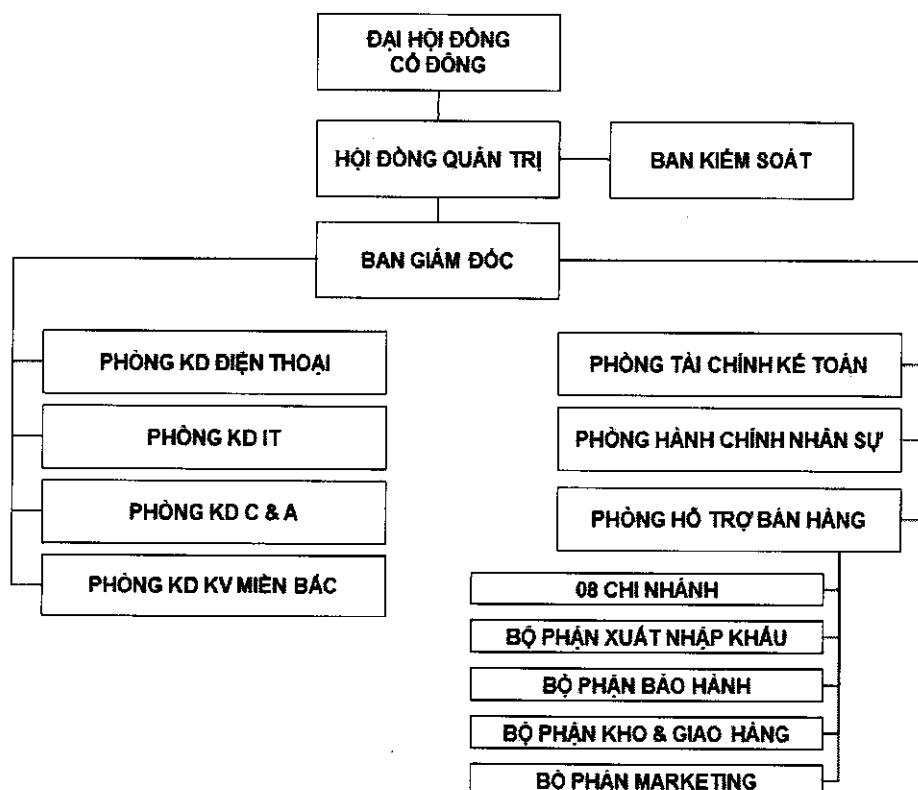 ĐẠI HỘI ĐỒNG
CỔ ĐÔNG
HỘI ĐỒNG QUẢN TRỊ
BAN KIỂM SOÁT
BAN GIÁM ĐỐC
PHÒNG KD ĐIỆN THOẠI
PHÒNG TÀI CHÍNH KẾ TOÁN
PHÒNG KD IT
PHÒNG HÀNH CHÍNH NHÂN SỰ
PHÒNG KD C & A
PHÒNG HỖ TRỢ BÁN HÀNG
PHÒNG KD KV MIỀN BẮC
08 CHI NHÁNH
BỘ PHẬN XUẤT NHẬP KHẨU
BỘ PHẬN BẢO HÀNH
BỘ PHẬN KHO & GIAO HÀNG
BỘ PHẬN MARKETING